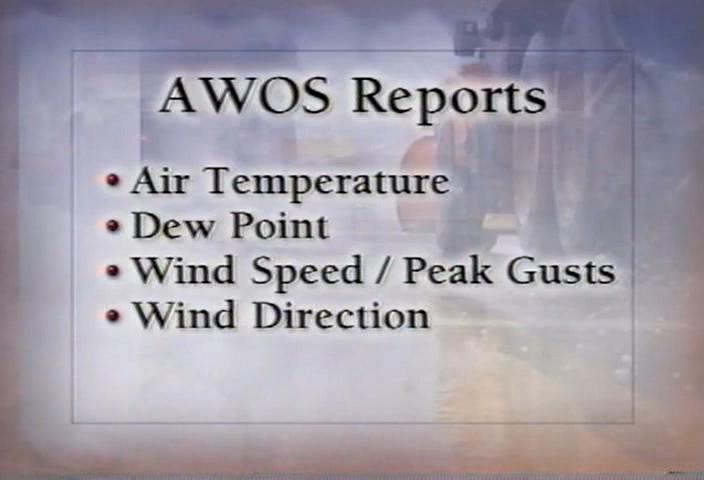 AWOS Reports
• Air Temperature
• Dew Point
• Wind Speed / Peak Gusts
• Wind Direction